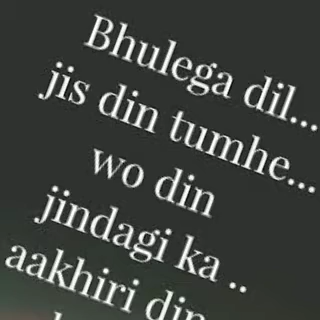 Bhulega dil...
jis din tumhe...
wo din
jindagi ka ..
aakhiri din